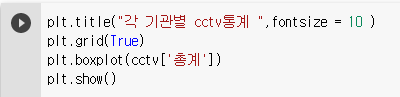 plt.title("각 기관별 cctv통계 ",fontsize = 10 )
plt.grid(True)
plt.boxplot(cctv['총계'])
plt.show()